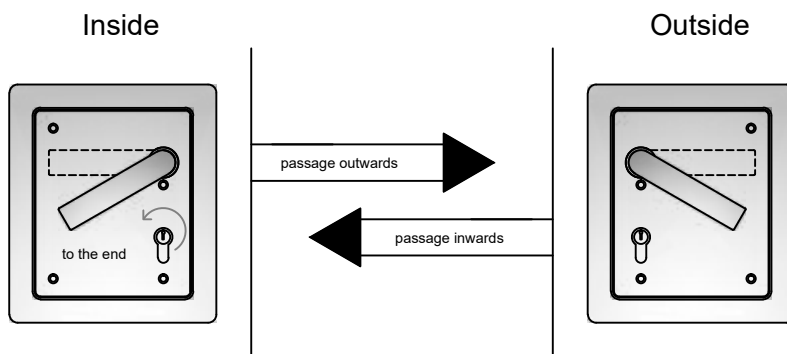 Inside
Outside
passage outwards
passage inwards
to the end